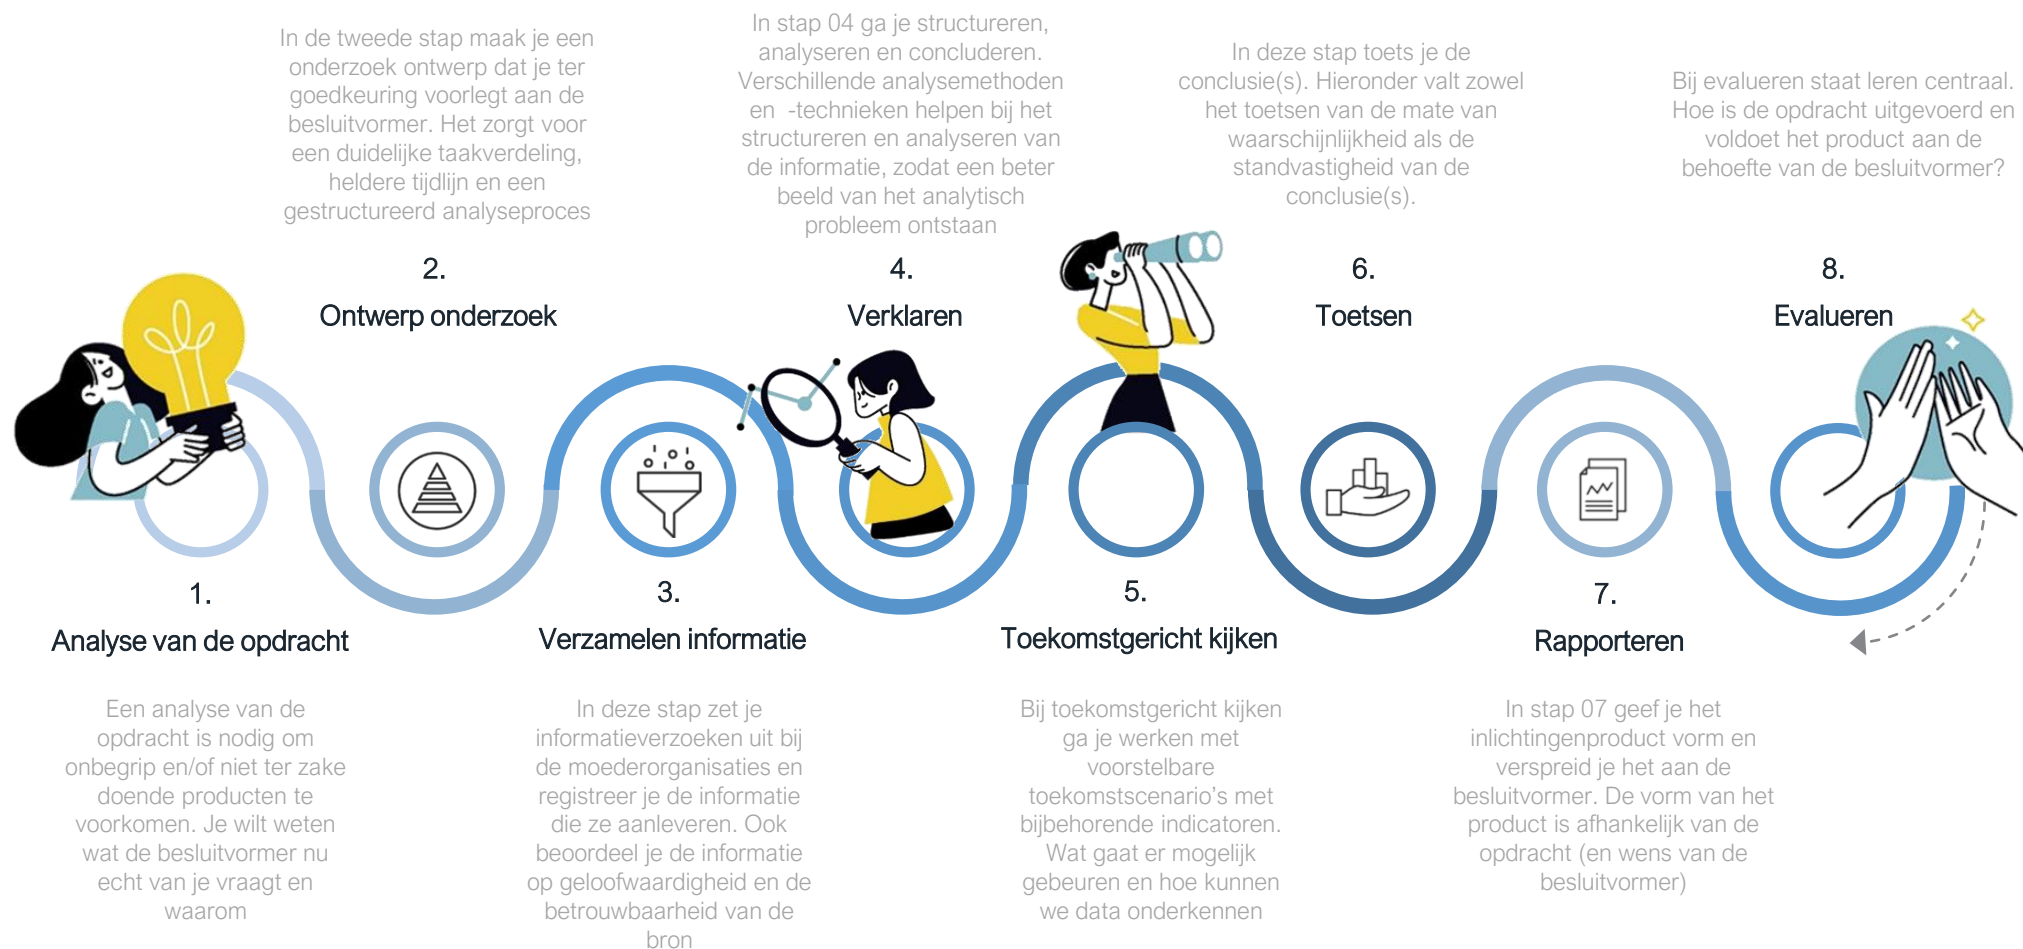 Een analyse van de
opdracht is nodig om
onbegrip en/of niet ter zake
doende producten te
voorkomen. Je wilt weten
wat de besluitvormer nu
echt van je vraagt en
waarom
1.
Analyse van de opdracht
In de tweede stap maak je een
onderzoek ontwerp dat je ter
goedkeuring voorlegt aan de
besluitvormer. Het zorgt voor
een duidelijke taakverdeling,
heldere tijdlijn en een
gestructureerd analyseproces
2.
Ontwerp onderzoek
3.
Verzamelen informatie
In deze stap zet je
informatieverzoeken uit bij
de moederorganisaties en
registreer je de informatie
die ze aanleveren. Ook
beoordeel je de informatie
op geloofwaardigheid en de
betrouwbaarheid van de
bron
In stap 04 ga je structureren,
analyseren en concluderen.
Verschillende analysemethoden
en -technieken helpen bij het
structureren en analyseren van
de informatie, zodat een beter
beeld van het analytisch
probleem ontstaan
4.
Verklaren
5.
Toekomstgericht kijken
Bij toekomstgericht kijken
ga je werken met
voorstelbare
toekomstscenario's met
bijbehorende indicatoren.
Wat gaat er mogelijk
gebeuren en hoe kunnen
we data onderkennen
In deze stap toets je de
conclusie(s). Hieronder valt zowel
het toetsen van de mate van
waarschijnlijkheid als de
standvastigheid van de
conclusie(s).
6.
Toetsen
7.
Rapporteren
In stap 07 geef je het
inlichtingenproduct vorm en
verspreid je het aan de
besluitvormer. De vorm van het
product is afhankelijk van de
opdracht (en wens van de
besluitvormer)
Bij evalueren staat leren centraal.
Hoe is de opdracht uitgevoerd en
voldoet het product aan de
behoefte van de besluitvormer?
8.
Evalueren